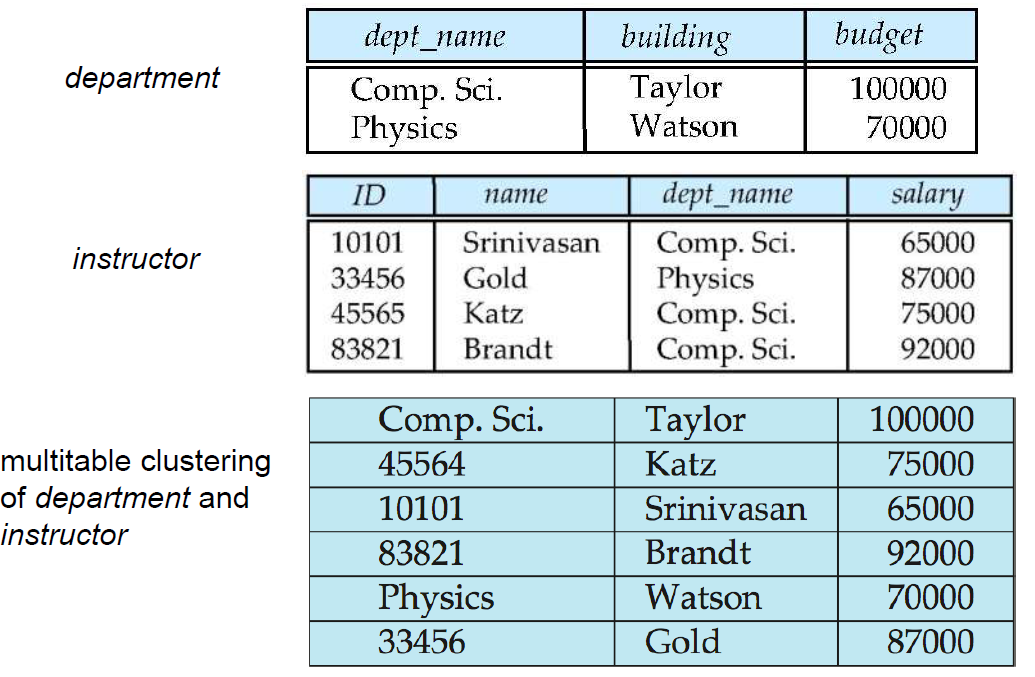 department
dept_name building budget
Comp. Sci. Taylor 100000
Physics Watson 70000
instructor
ID name dept_name salary
10101 Srinivasan Comp. Sci. 65000
33456 Gold Physics 87000
45565 Katz Comp. Sci. 75000
83821 Brandt Comp. Sci. 92000
multitable clustering
of department and
instructor
Comp. Sci. Taylor 100000
45564 Katz 75000
10101 Srinivasan 65000
83821 Brandt 92000
Physics Watson 70000
33456 Gold 87000